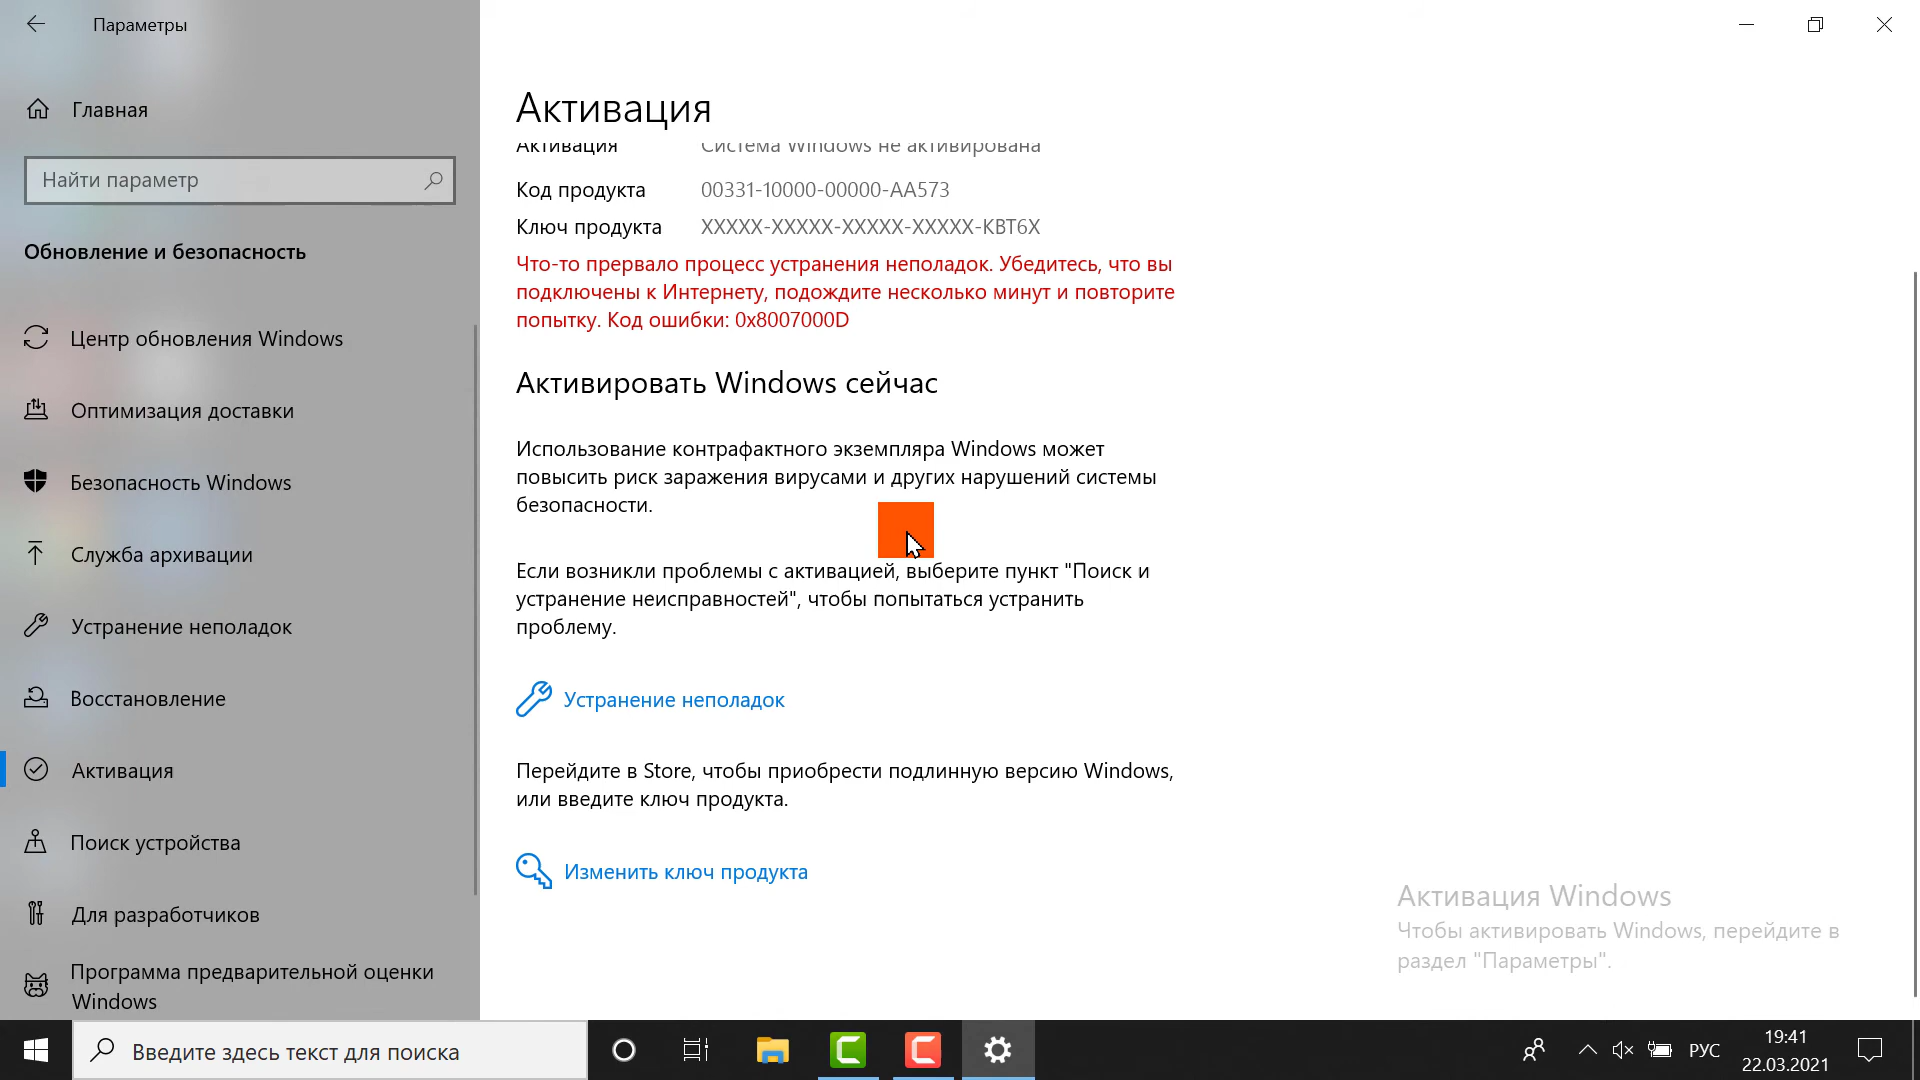 Параметры
Главная
Найти параметр
Обновление и безопасность
Центр обновления Windows
Оптимизация доставки
Безопасность Windows
Служба архивации
Устранение неполадок
Восстановление
Активация
Поиск устройства
Для разработчиков
Программа предварительной оценки
Windows
Активация
Активация Система Windows не активирована
Код продукта 00331-10000-00000-AA573
Ключ продукта XXXXX-XXXXX-XXXXX-XXXXX-KBT6X
Что-то прервало процесс устранения неполадок. Убедитесь, что вы
подключены к Интернету, подождите несколько минут и повторите
попытку. Код ошибки: 0x8007000D
Активировать Windows сейчас
Использование контрафактного экземпляра Windows может
повысить риск заражения вирусами и других нарушений системы
безопасности.
Если возникли проблемы с активацией, выберите пункт "Поиск и
устранение неисправностей", чтобы попытаться устранить
проблему.
Устранение неполадок
Перейдите в Store, чтобы приобрести подлинную версию Windows,
или введите ключ продукта.
Изменить ключ продукта
Активация Windows
Чтобы активировать Windows, перейдите в
раздел "Параметры".
Введите здесь текст для поиска
РУС
19:41
22.03.2021